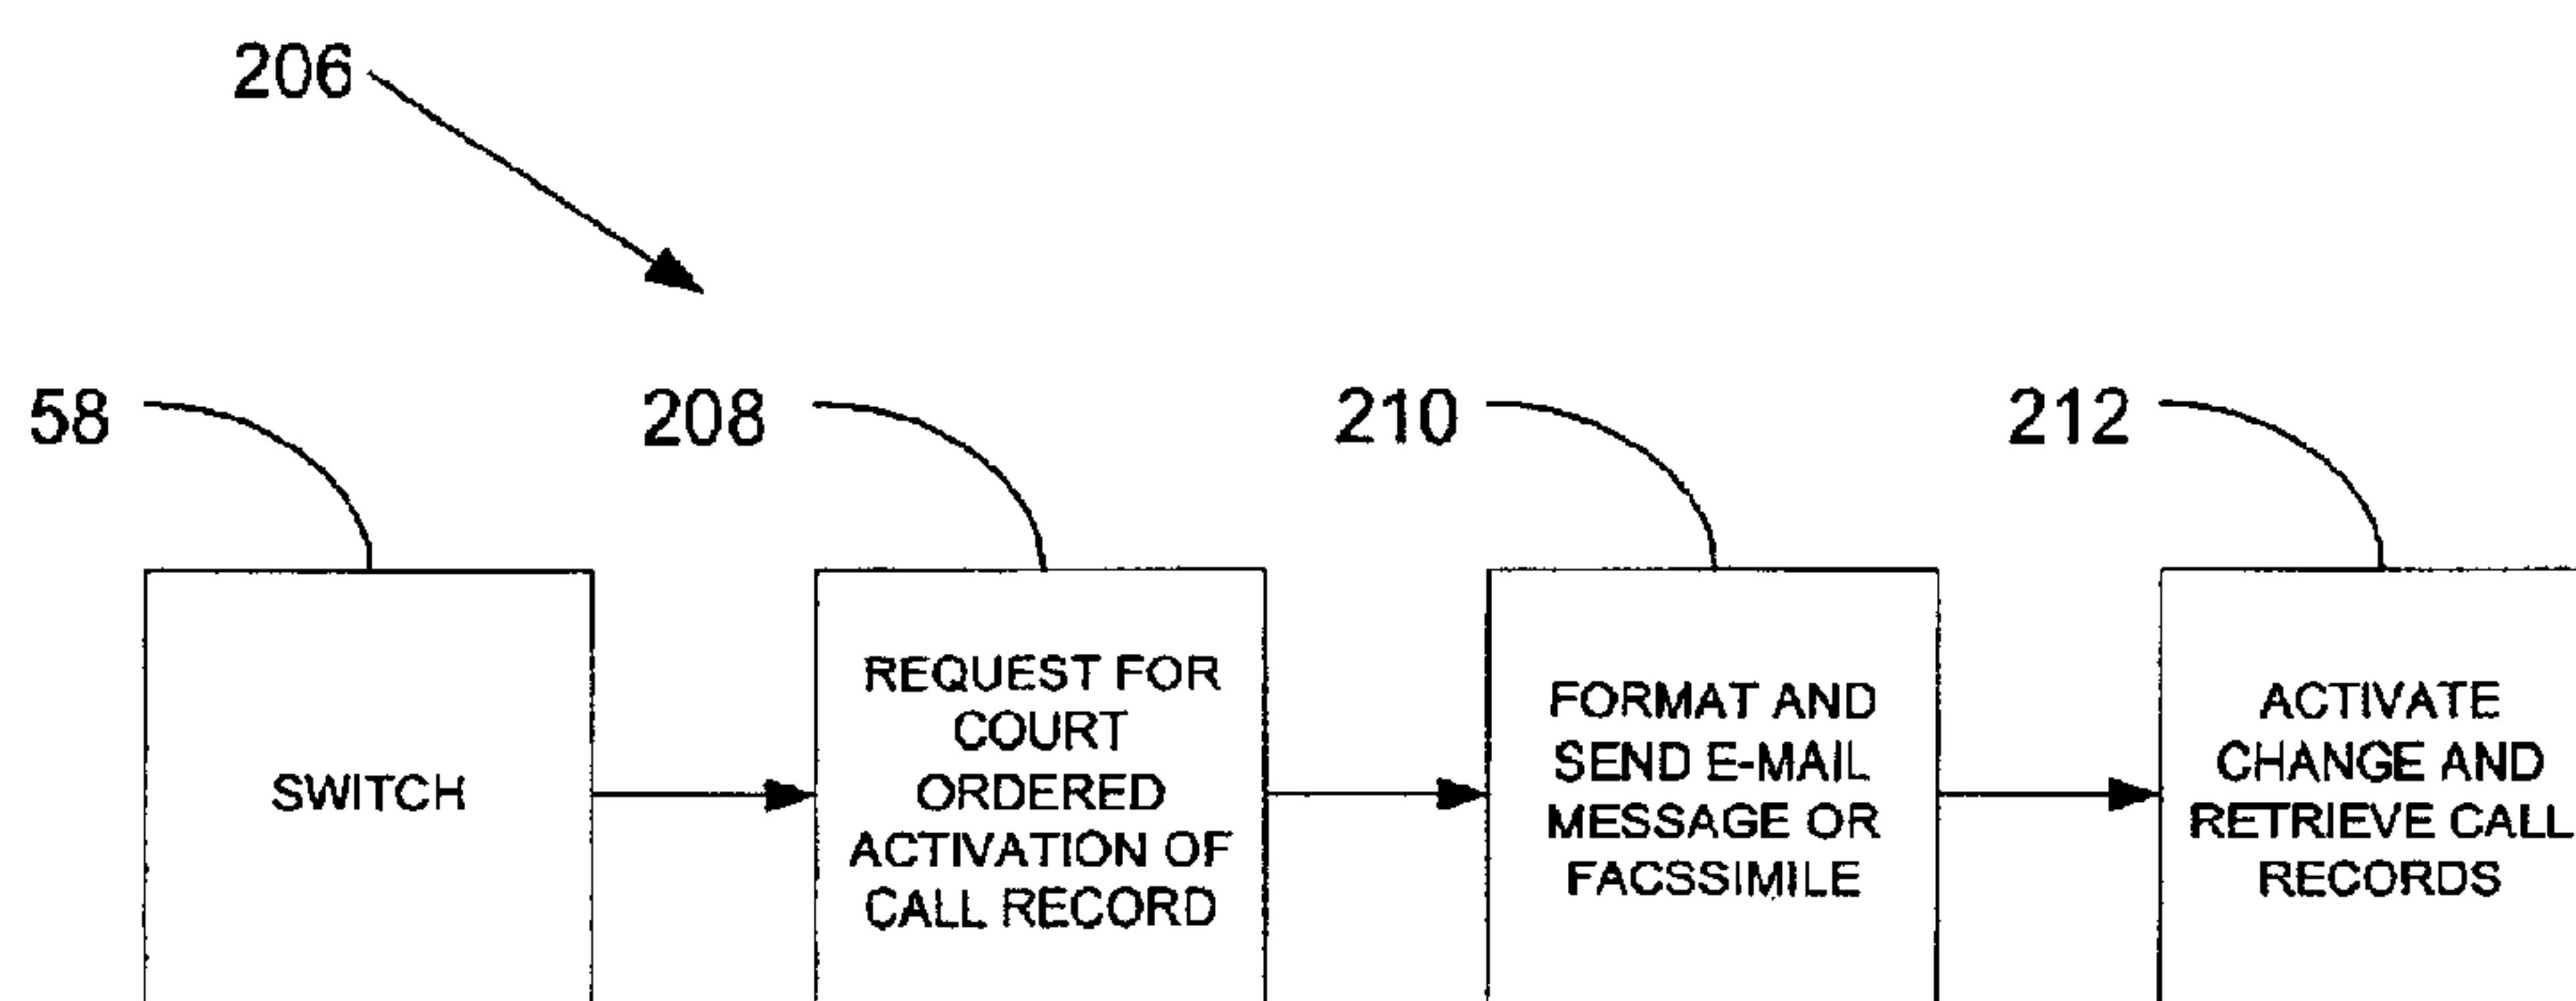 206
58
208
210
212
SWITCH
REQUEST FOR
COURT
ORDERED
ACTIVATION OF
CALL RECORD
FORMAT AND
SEND E-MAIL
MESSAGE OR
FACSSIMILE
ACTIVATE
CHANGE AND
RETRIEVE CALL
RECORDS